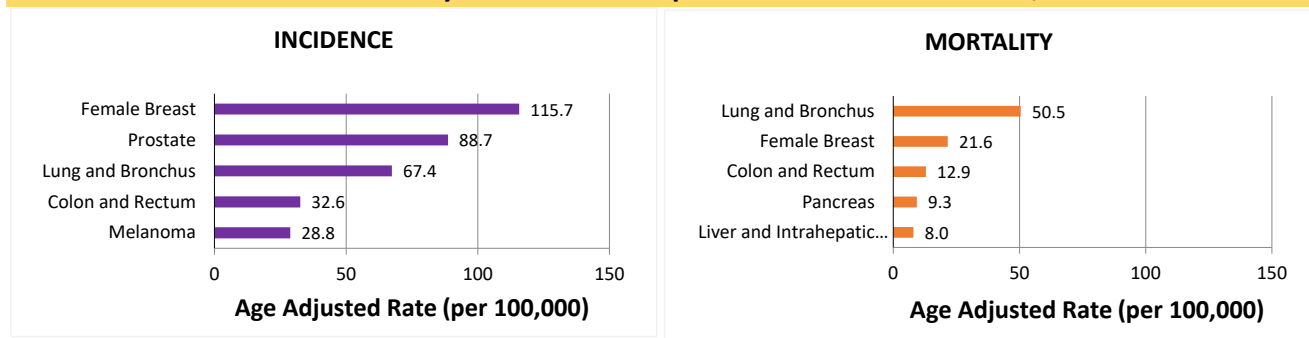 INCIDENCE
Female Breast 115.7
Prostate 88.7
Lung and Bronchus 67.4
Colon and Rectum 32.6
Melanoma 28.8
0 50 100 150
Age Adjusted Rate (per 100,000)
MORTALITY
Lung and Bronchus 50.5
Female Breast 21.6
Colon and Rectum 12.9
Pancreas 9.3
Liver and Intrahepatic... 8.0
0 50 100 150
Age Adjusted Rate (per 100,000)